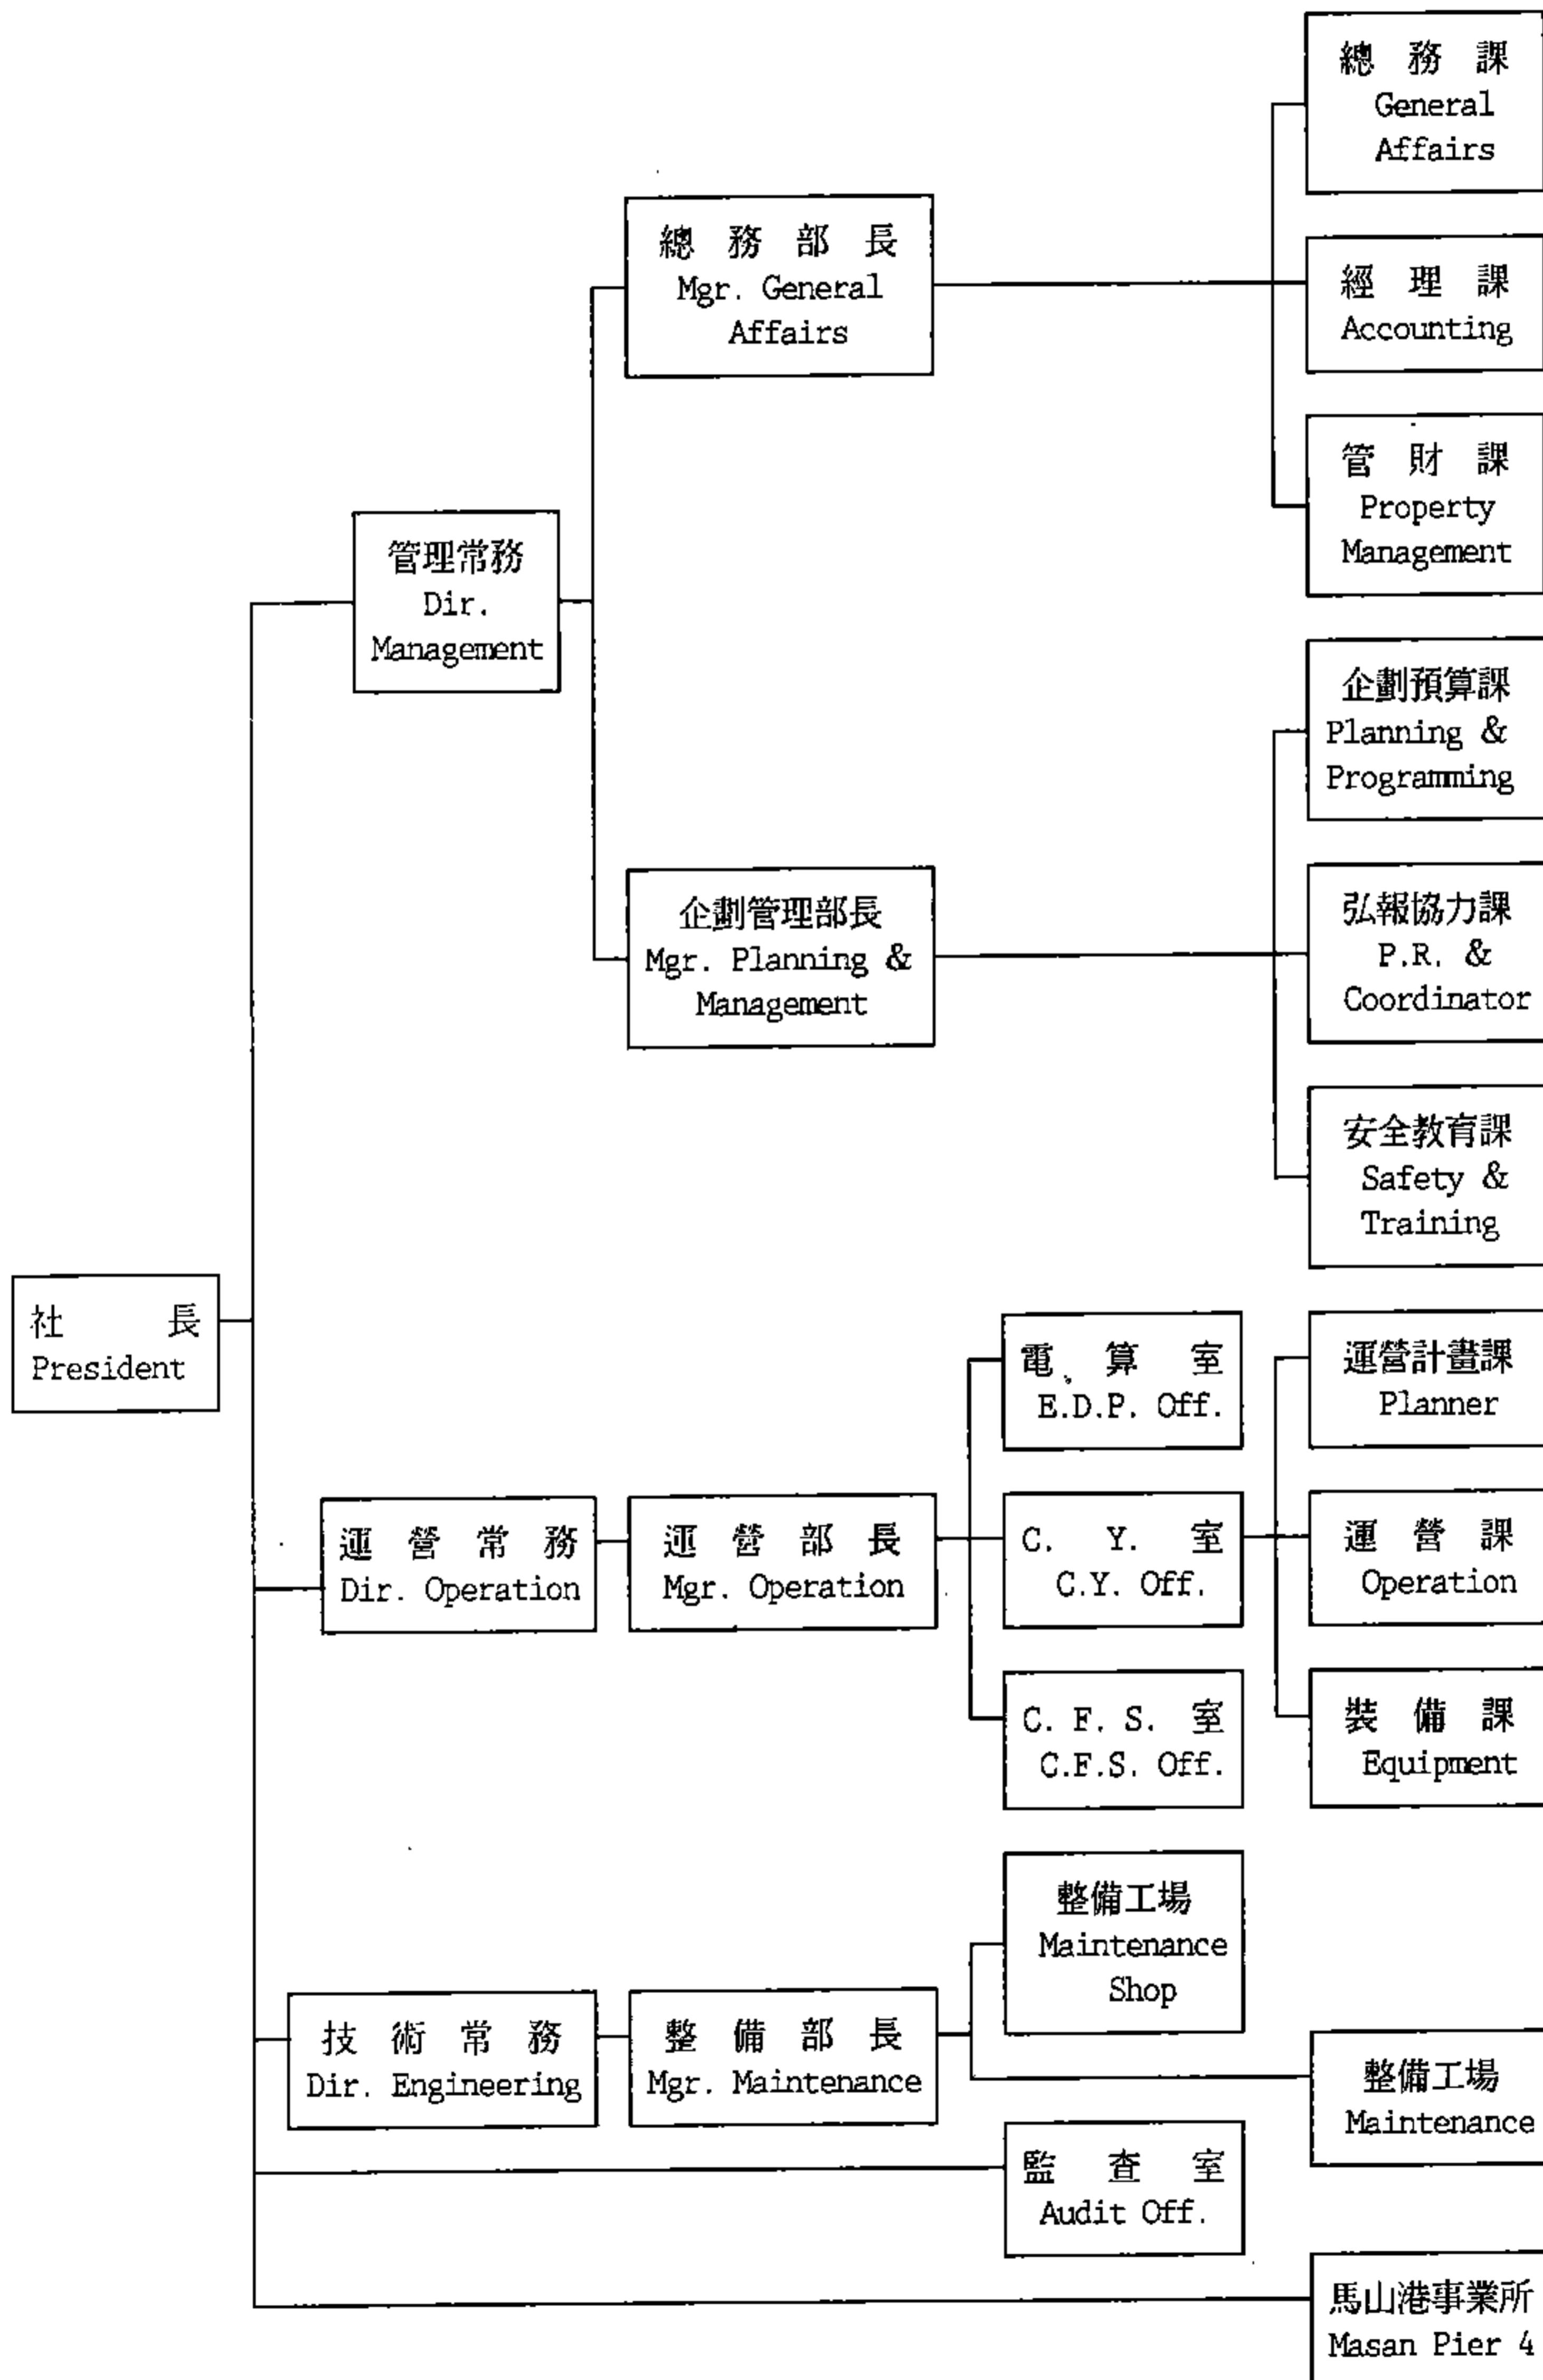 總務課
General
Affairs
總務部長
Mgr. General
Affairs
經理課
Accounting
管財課
Property
Management
管理常務
Dir.
Management
企劃預算課
Planning &
Programming
企劃管理部長
Mgr. Planning &
Management
弘報協力課
P.R. &
Coordinator
安全教育課
Safety &
Training
社長
President
電算室
E.D.P. Off.
運營計畫課
Planner
運營常務
Dir. Operation
運營部長
Mgr. Operation
C. Y. 室
C.Y. Off.
運營課
Operation
C. F. S. 室
C.F.S. Off.
裝備課
Equipment
整備工場
Maintenance
Shop
技術常務
Dir. Engineering
整備部長
Mgr. Maintenance
整備工場
Maintenance
監查室
Audit Off.
馬山港事業所
Masan Pier 4